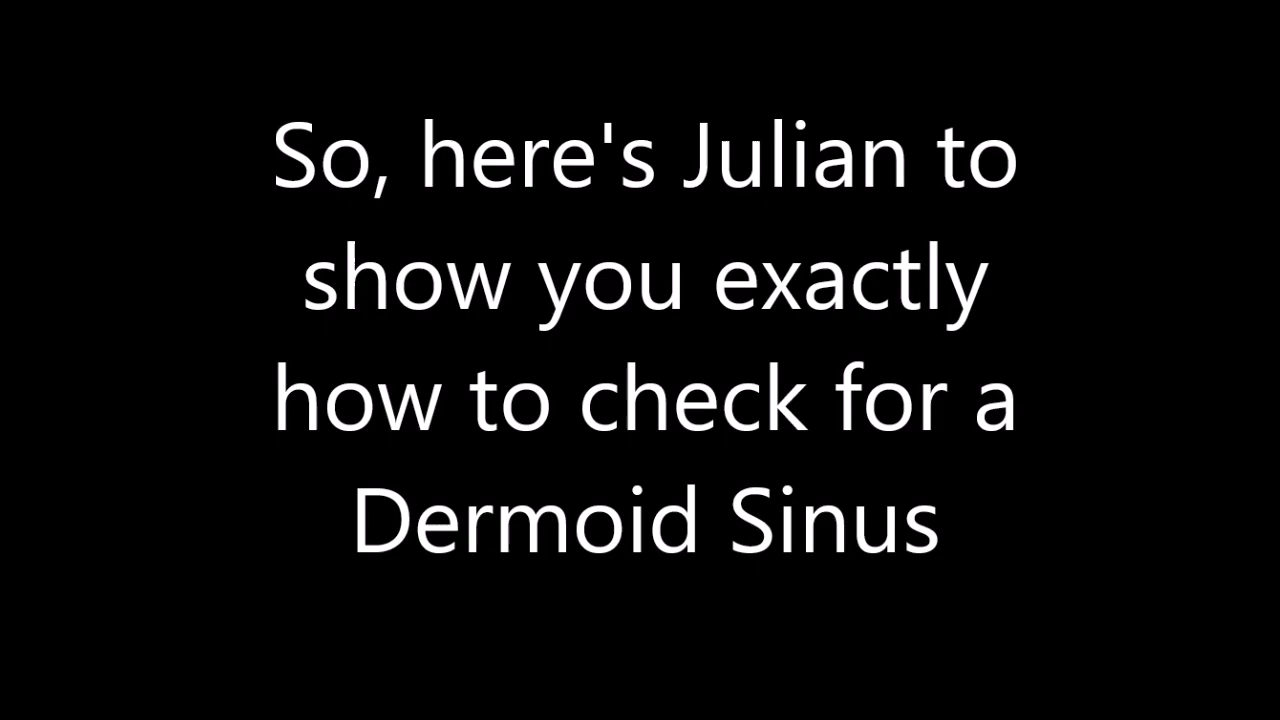 So, here's Julian to
show you exactly
how to check for a
Dermoid Sinus